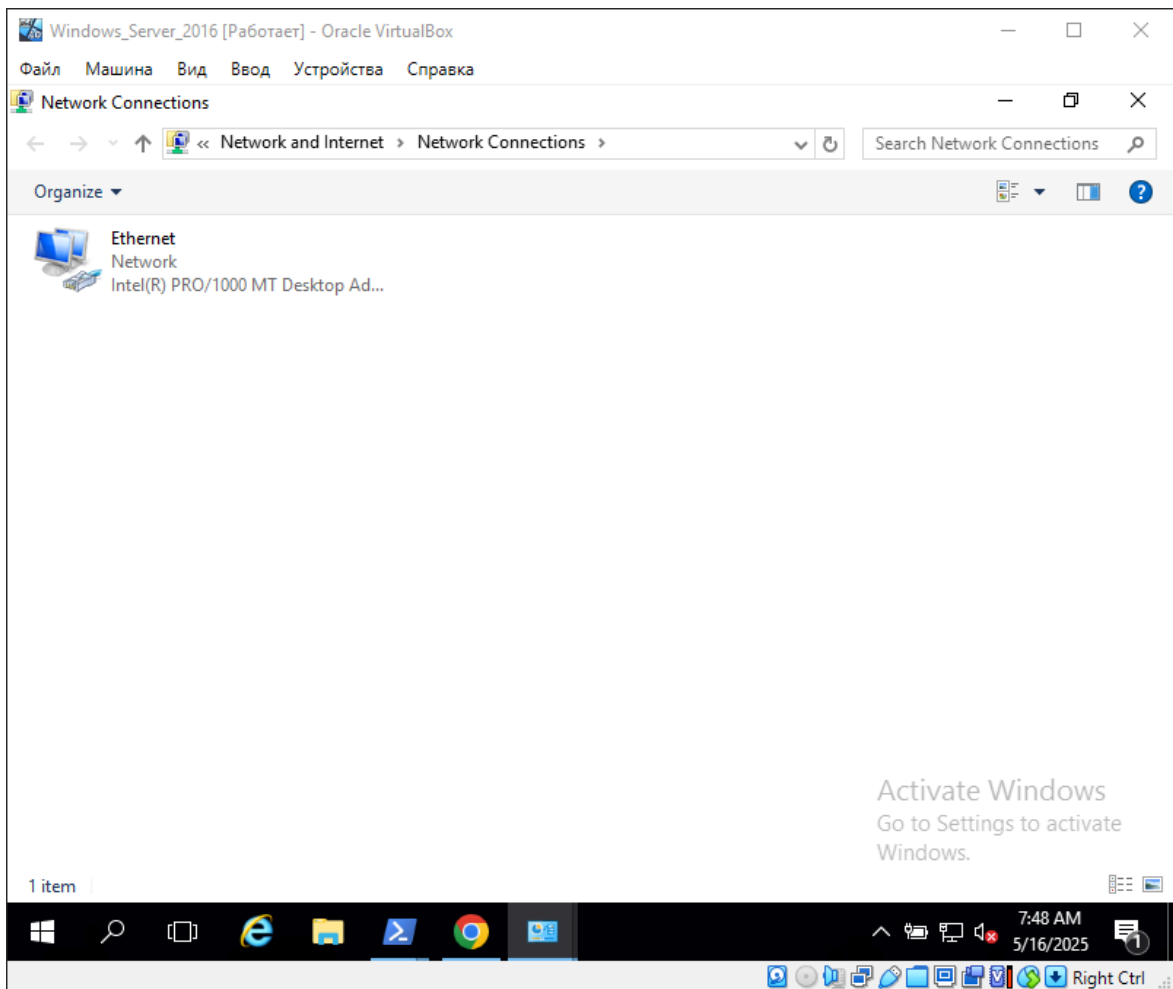 Windows_Server_2016 [Работает] - Oracle VirtualBox
Файл Машина Вид Ввод Устройства Справка
Network Connections
« Network and Internet › Network Connections ›
Search Network Connections
Organize
Ethernet
Network
Intel(R) PRO/1000 MT Desktop Ad...
Activate Windows
Go to Settings to activate
Windows.
1 item
7:48 AM
5/16/2025
1
Right Ctrl